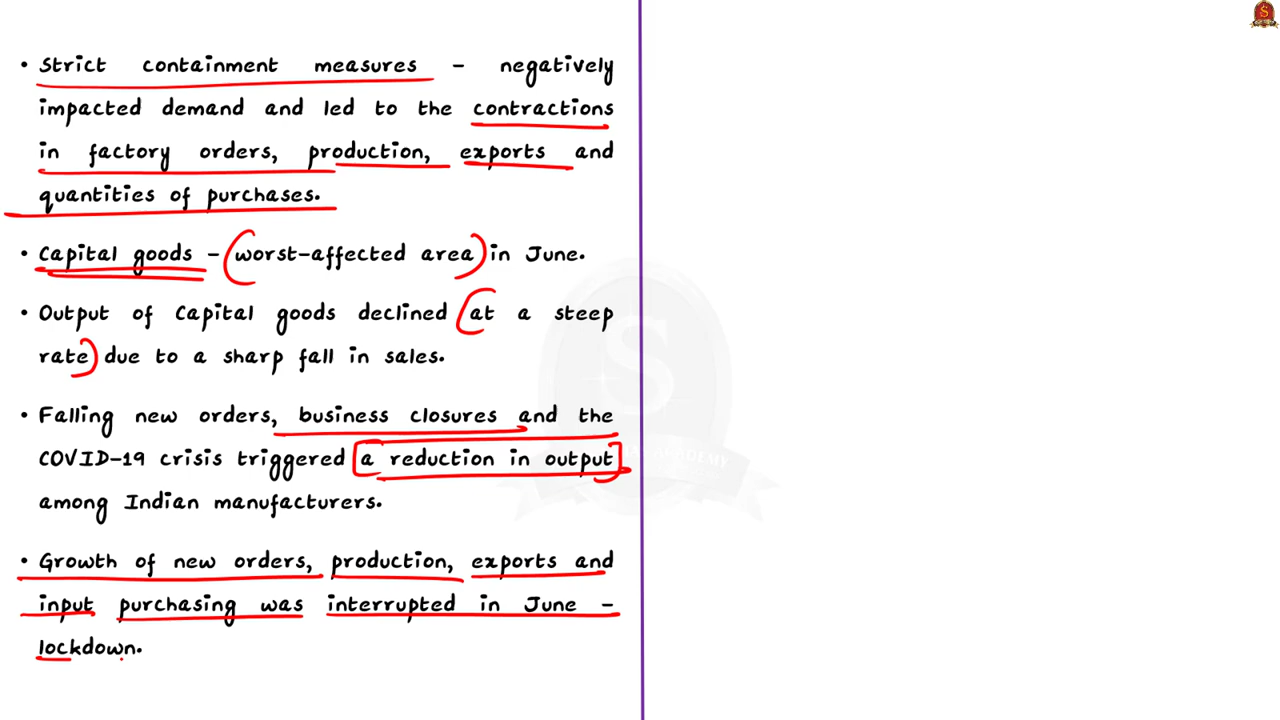 • Strict containment measures - negatively
impacted demand and led to the contractions
in factory orders, production, exports and
quantities of purchases.
• Capital goods - (worst-affected area) in June.
• Output of Capital goods declined (at a steep
rate) due to a sharp fall in sales.
• Falling new orders, business closures and the
COVID-19 crisis triggered [a reduction in output]
among Indian manufacturers.
• Growth of new orders, production, exports and
input purchasing was interrupted in June -
lockdown.